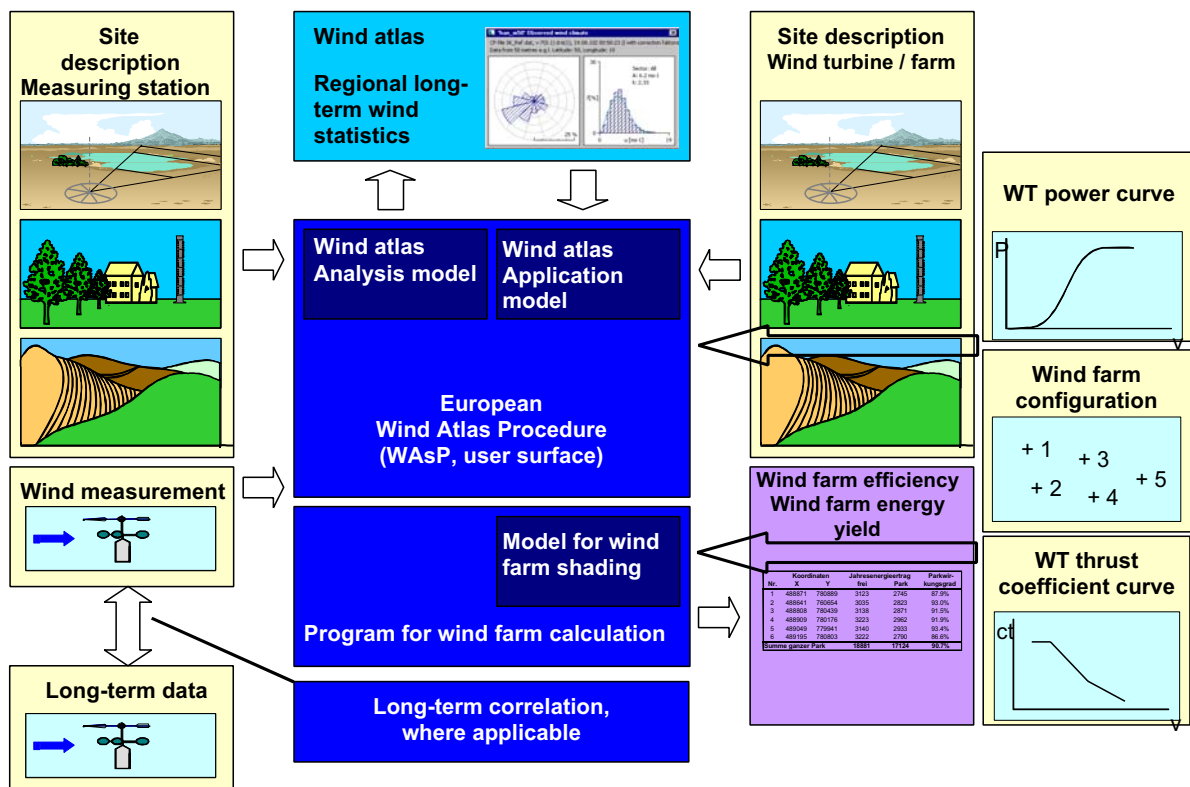 Site
description
Measuring station
Wind atlas
Regional long-
term wind
statistics
Site description
Wind turbine / farm
WT power curve
P
v
Wind atlas
Analysis model
Wind atlas
Application
model
European
Wind Atlas Procedure
(WAsP, user surface)
Wind farm
configuration
+ 1
+ 3
+ 2
+ 4
+ 5
Wind measurement
Model for wind
farm shading
Program for wind farm calculation
Wind farm efficiency
Wind farm energy
yield
Koordinaten Jahresenergieertrag Parkwir-
Nr. X Y frei Park kungsgrad
1 488871 780889 3123 2745 87.9%
2 488641 760654 3035 2823 93.0%
3 488808 780439 3138 2871 91.5%
4 488909 780176 3223 2962 91.9%
5 489049 779941 3140 2933 93.4%
6 489195 780803 3222 2790 86.6%
Summe ganzer Park 18881 17124 90.7%
WT thrust
coefficient curve
ct
v
Long-term data
Long-term correlation,
where applicable